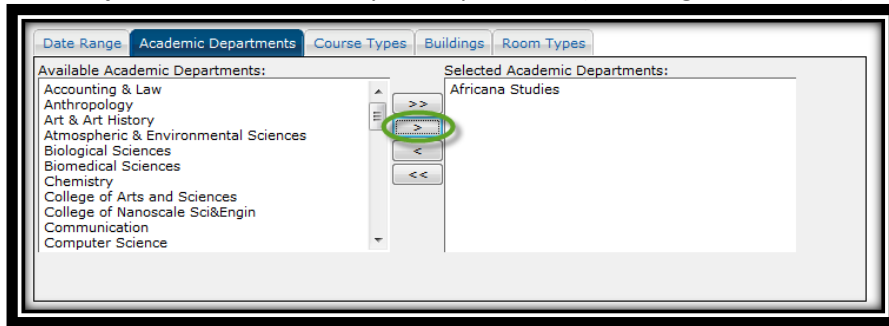 Date Range Academic Departments Course Types Buildings Room Types
Available Academic Departments: Selected Academic Departments:
Accounting & Law
Anthropology
Art & Art History
Atmospheric & Environmental Sciences
Biological Sciences
Biomedical Sciences
Chemistry
College of Arts and Sciences
College of Nanoscale Sci&Engin
Communication
Computer Science
>>
>
<
<<
Africana Studies